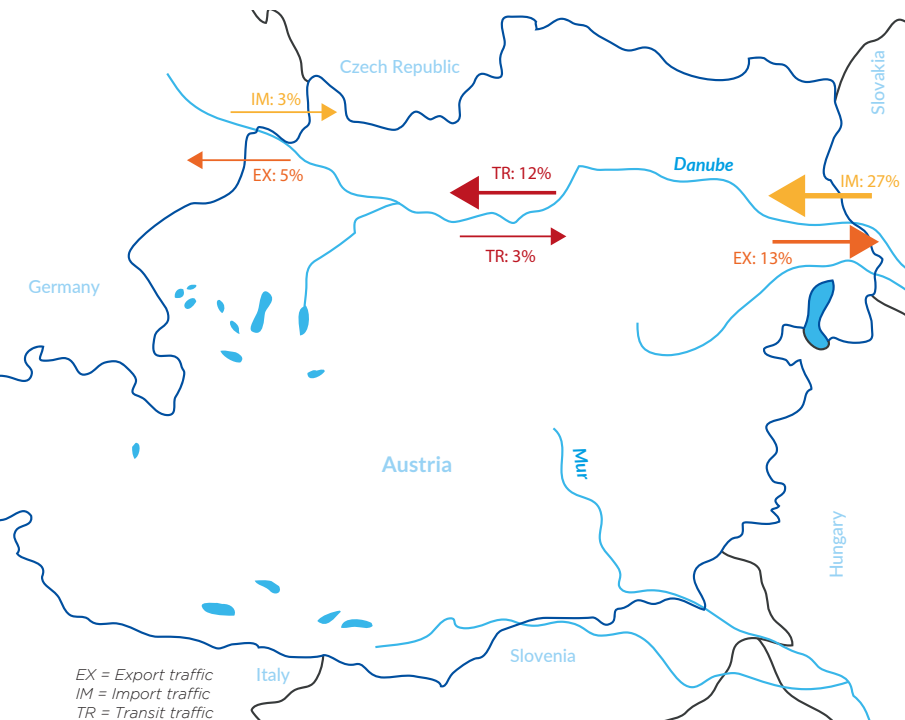 Czech Republic
Slovakia
IM: 3%
EX: 5%
TR: 12%
Danube
IM: 27%
TR: 3%
EX: 13%
Germany
Austria
Mur
Hungary
Slovenia
Italy
EX = Export traffic
IM = Import traffic
TR = Transit traffic